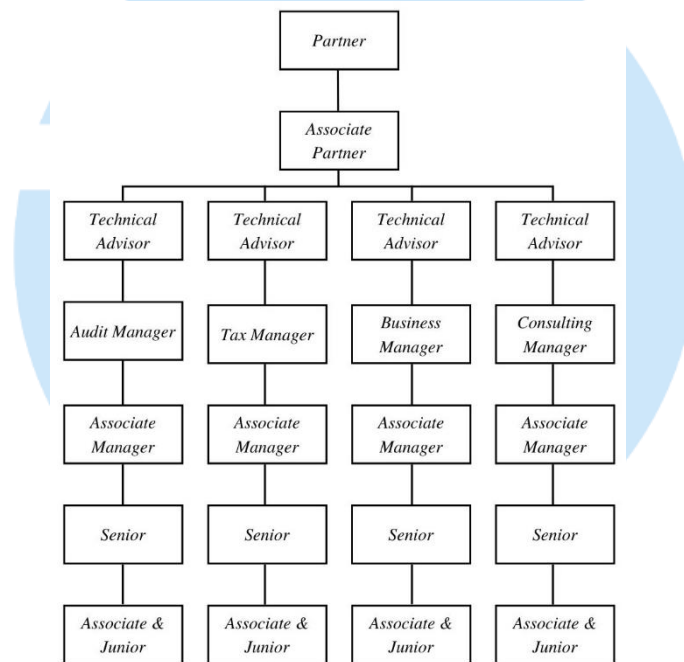 Partner
Associate
Partner
Technical
Advisor
Technical
Advisor
Technical
Advisor
Technical
Advisor
Audit Manager
Tax Manager
Business
Manager
Consulting
Manager
Associate
Manager
Associate
Manager
Associate
Manager
Associate
Manager
Senior
Senior
Senior
Senior
Associate &
Junior
Associate &
Junior
Associate &
Junior
Associate &
Junior